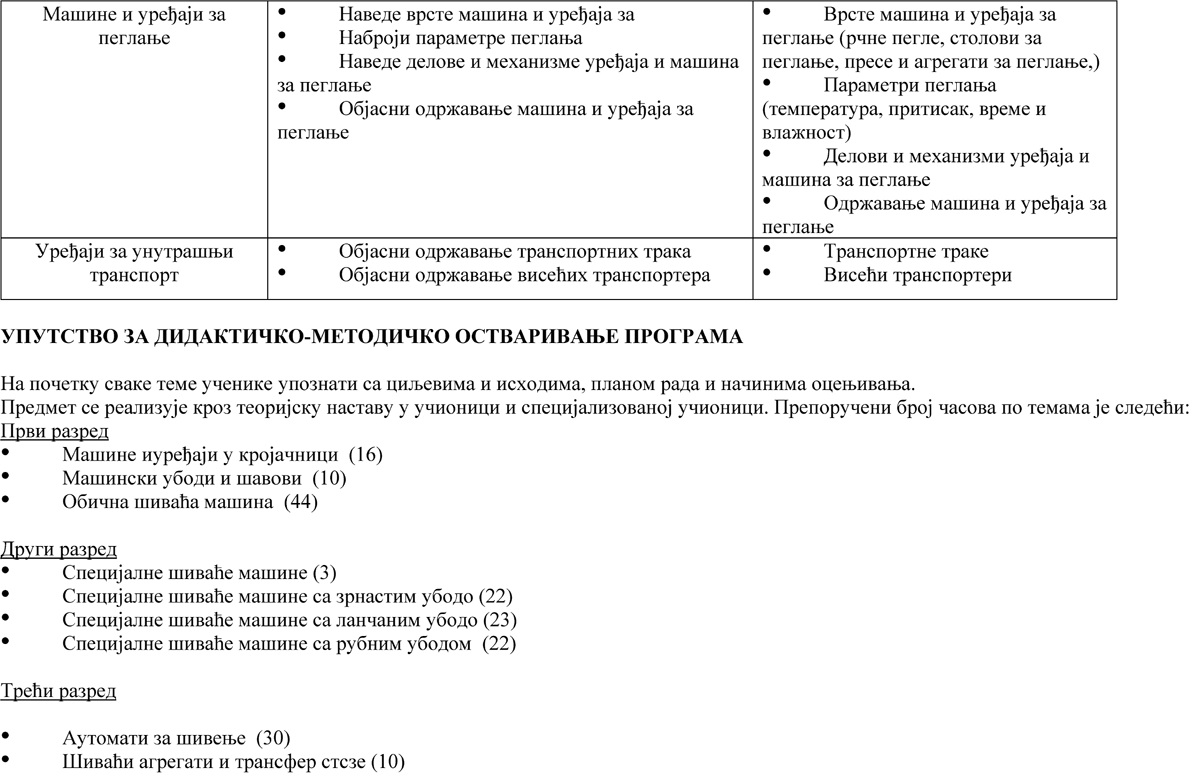 Машине и уређаји за
пеглање
• Наведе врсте машина и уређаја за
• Наброји параметре пеглања
• Наведе делове и механизме уређаја и машина
за пеглање
• Објасни одржавање машина и уређаја за
пеглање
• Врсте машина и уређаја за
пеглање (рчне пегле, столови за
пеглање, пресе и агрегати за пеглање,)
• Параметри пеглања
(температура, притисак, време и
влажност)
• Делови и механизми уређаја и
машина за пеглање
• Одржавање машина и уређаја за
пеглање
Уређаји за унутрашњи
транспорт
• Објасни одржавање транспортних трака
• Објасни одржавање висећих транспортера
• Транспортне траке
• Висећи транспортери
УПУТСТВО ЗА ДИДАКТИЧКО-МЕТОДИЧКО ОСТВАРИВАЊЕ ПРОГРАМА
На почетку сваке теме ученике упознати са циљевима и исходима, планом рада и начинима оцењивања.
Предмет се реализује кроз теоријску наставу у учионици и специјализованој учионици. Препоручени број часова по темама је следећи:
Први разред
• Машине иуређаји у кројачници (16)
• Машински убоди и шавови (10)
• Обична шиваћа машина (44)
Други разред
• Специјалне шиваће машине (3)
• Специјалне шиваће машине са зрнастим убодо (22)
• Специјалне шиваће машине са ланчаним убодо (23)
• Специјалне шиваће машине са рубним убодом (22)
Трећи разред
• Аутомати за шивење (30)
• Шиваћи агрегати и трансфер стсзе (10)